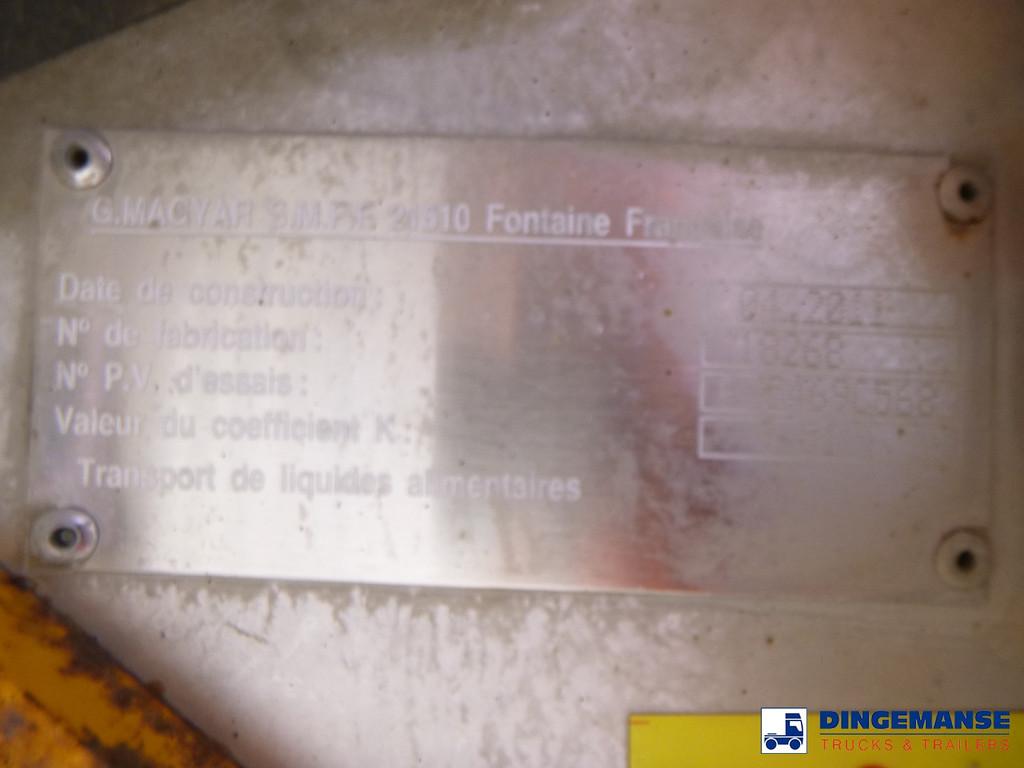 G.MAGYAR S.M.F.F. 21610 Fontaine Française
Date de construction :
N° de fabrication : 18268
N° P.V. d'essais :
Valeur du coefficient K :
Transport de liquides alimentaires
DINGEMANSE
TRUCKS & TRAILERS